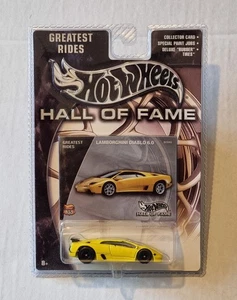 GREATEST
RIDES
COLLECTOR CARD •
SPECIAL PAINT JOBS •
DELUXE "RUBBER" •
TIRES
Hot Wheels
HALL OF FAME
GREATEST
RIDES
LAMBORGHINI DIABLO 6.0
Hot Wheels
HALL OF FAME
8+